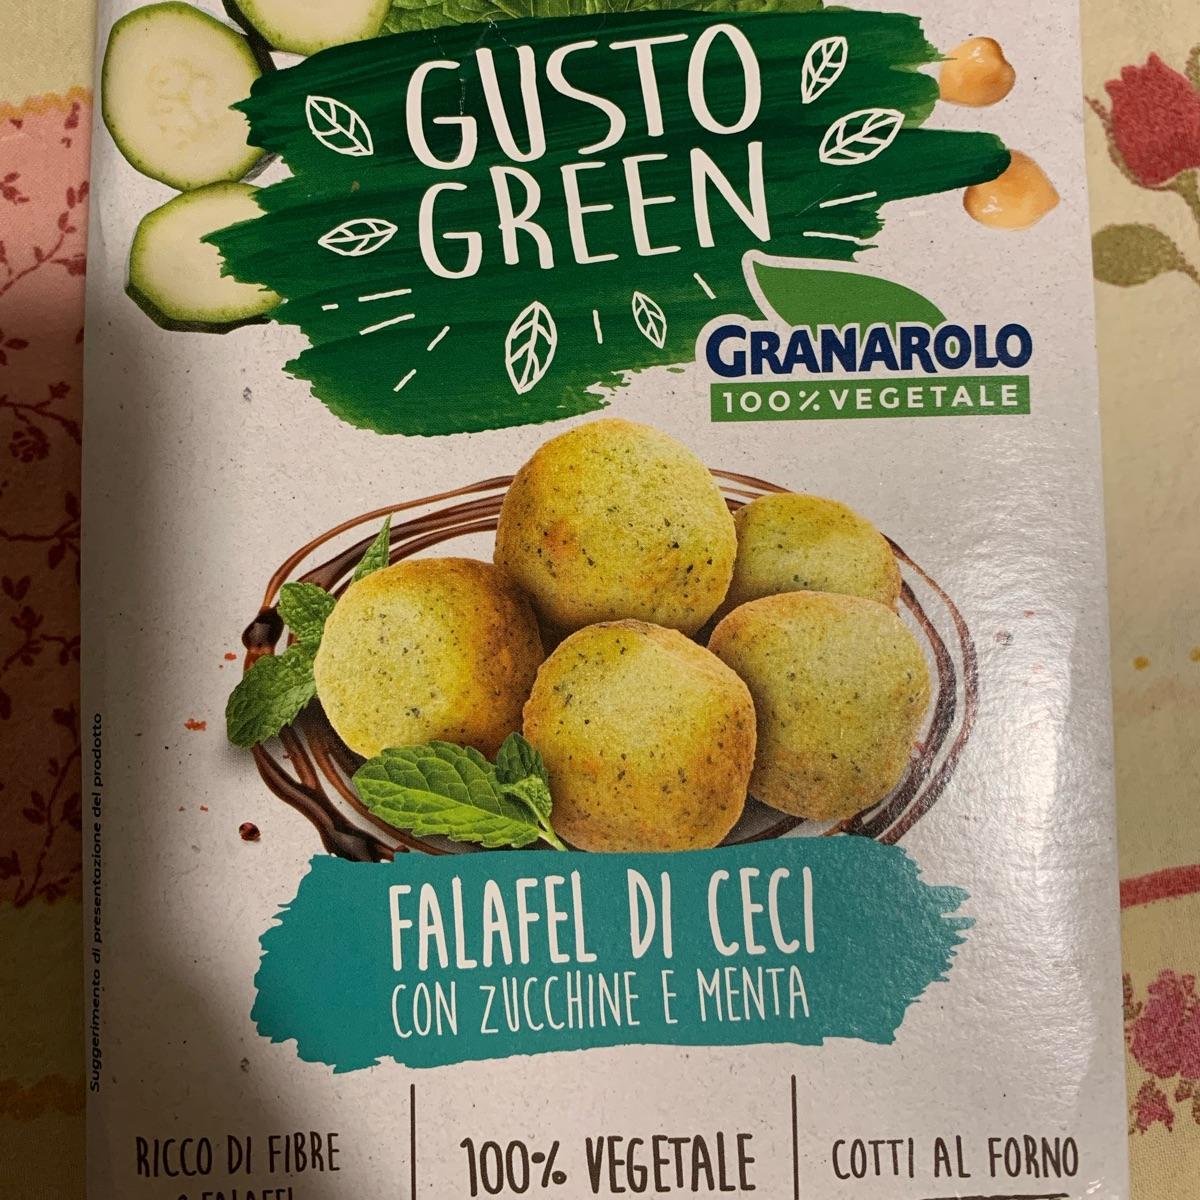 GUSTO
GREEN
GRANAROLO
100% VEGETALE
Suggerimento di presentazione del prodotto
FALAFEL DI CECI
CON ZUCCHINE E MENTA
RICCO DI FIBRE
100% VEGETALE
COTTI AL FORNO
FALAFEL